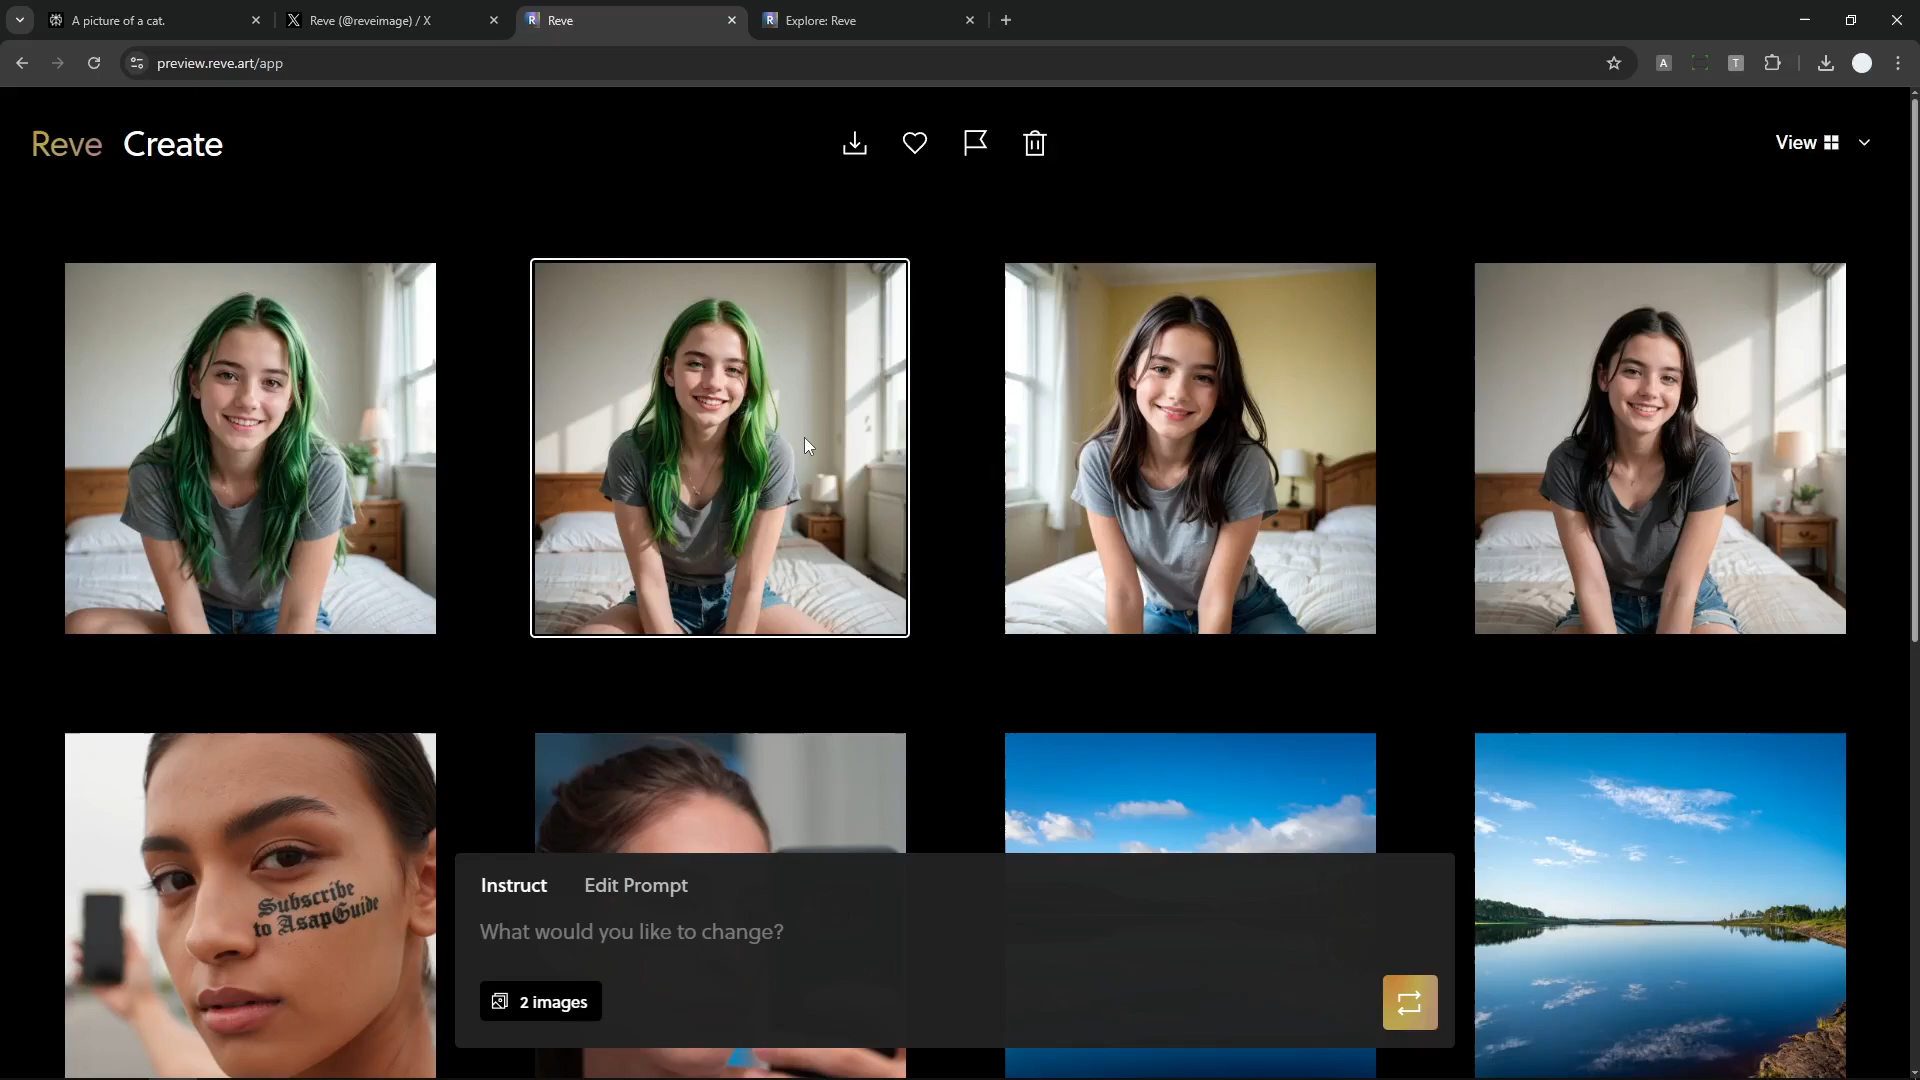 A picture of a cat.
Reve (@reveimage) / X
Reve
Explore: Reve
preview.reve.art/app
A
T
Reve Create
View
Subscribe
to AsapGuide
Instruct
Edit Prompt
What would you like to change?
2 images